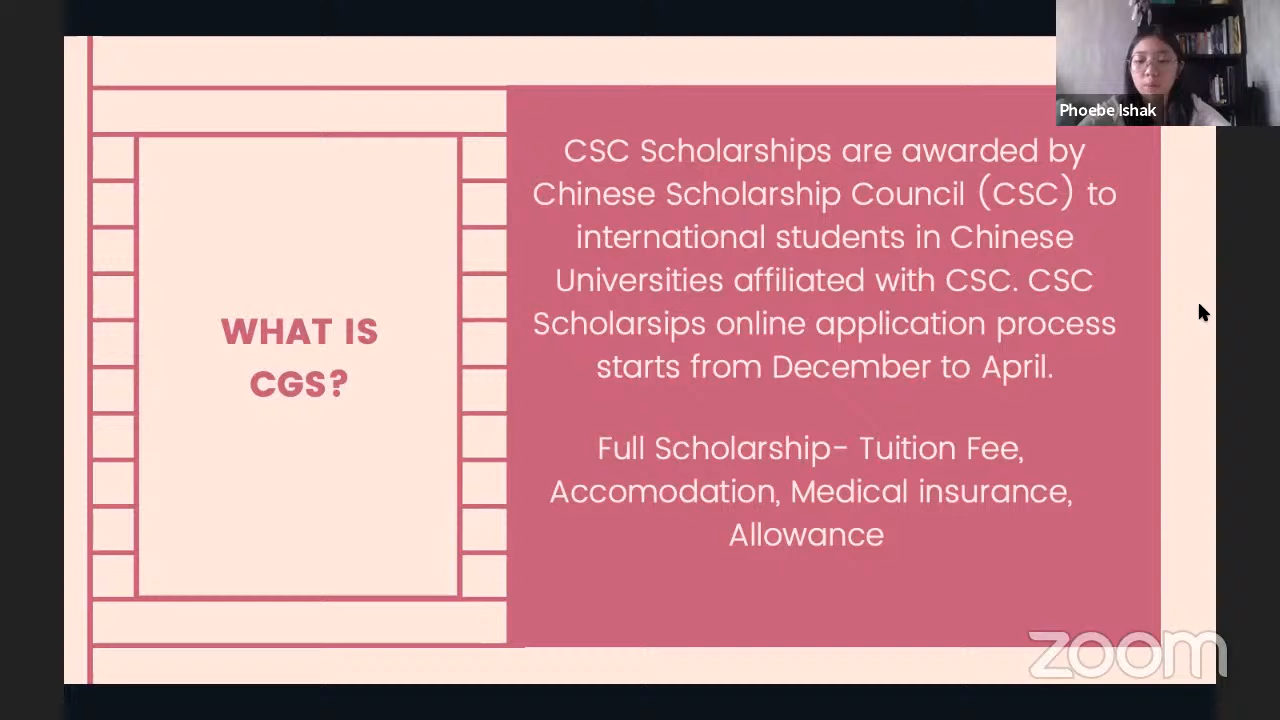 Phoebe Ishak
WHAT IS
CGS?
CSC Scholarships are awarded by
Chinese Scholarship Council (CSC) to
international students in Chinese
Universities affiliated with CSC. CSC
Scholarsips online application process
starts from December to April.
Full Scholarship- Tuition Fee,
Accomodation, Medical insurance,
Allowance
zoom